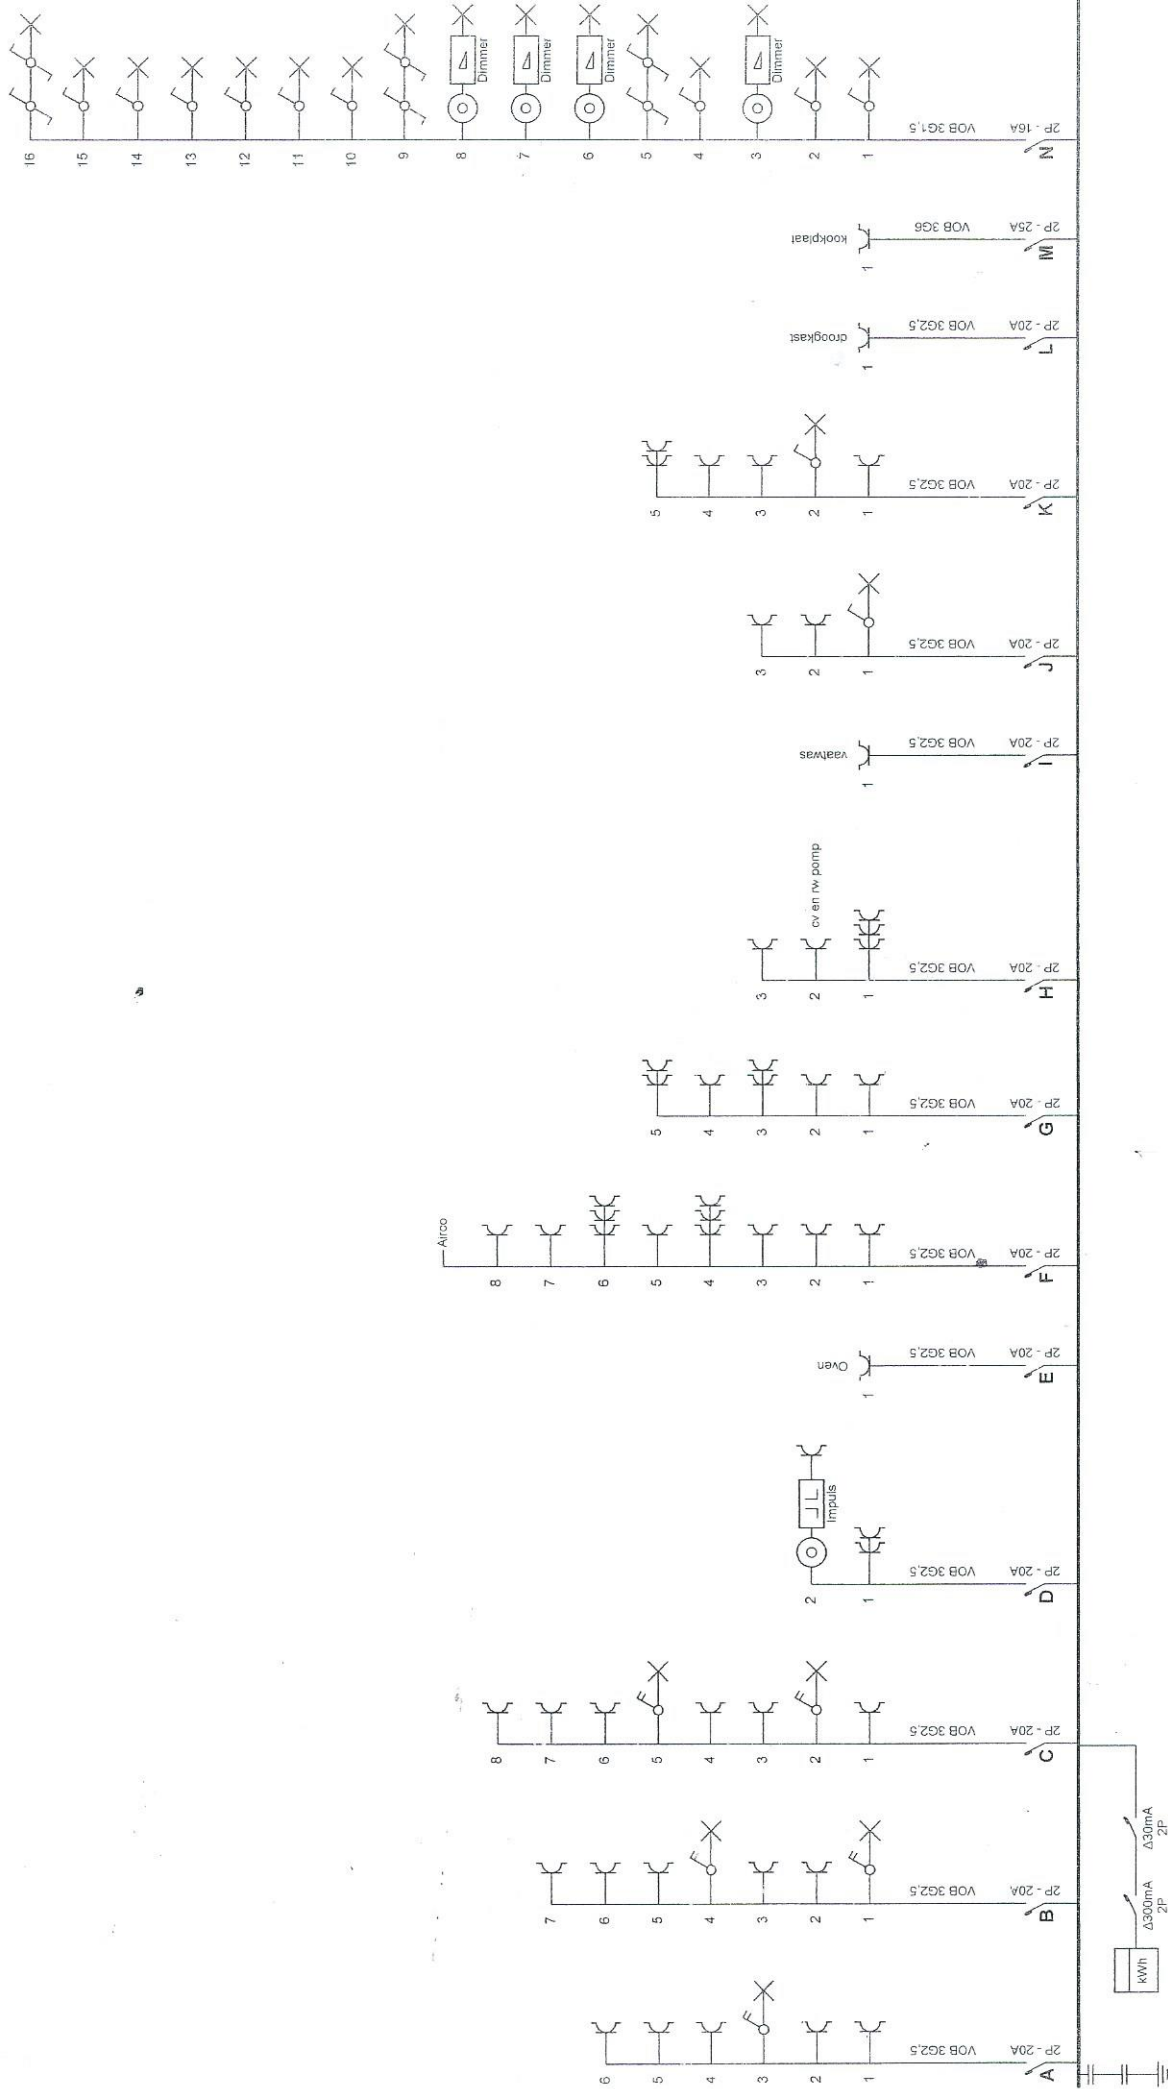 16
15
14
13
12
11
10
9
8
Dimmer
7
Dimmer
6
Dimmer
5
4
3
Dimmer
2
1
VOB 3G1,5
2P - 16A
N
kookplaat
1
VOB 3G6
2P - 25A
M
droogkast
1
VOB 3G2,5
2P - 20A
L
5
4
3
2
1
VOB 3G2,5
2P - 20A
K
3
2
1
VOB 3G2,5
2P - 20A
J
vaatwas
1
VOB 3G2,5
2P - 20A
I
cv en rw pomp
3
2
1
VOB 3G2,5
2P - 20A
H
5
4
3
2
1
VOB 3G2,5
2P - 20A
G
Airco
8
7
6
5
4
3
2
1
VOB 3G2,5
2P - 20A
F
Oven
1
VOB 3G2,5
2P - 20A
E
Impuls
2
1
VOB 3G2,5
2P - 20A
D
8
7
6
5
4
3
2
1
VOB 3G2,5
2P - 20A
C
7
6
5
4
3
2
1
VOB 3G2,5
2P - 20A
B
6
5
4
3
2
1
VOB 3G2,5
2P - 20A
A
kWh
Δ300mA
2P
Δ30mA
2P